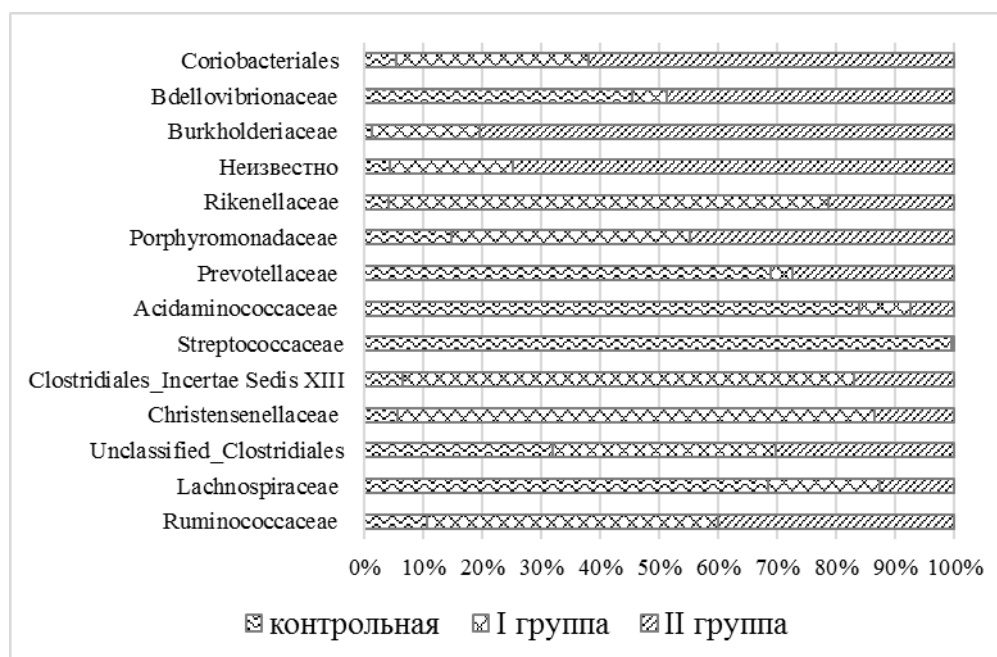 Coriobacteriales
Bdellovibrionaceae
Burkholderiaceae
Неизвестно
Rikenellaceae
Porphyromonadaceae
Prevotellaceae
Acidaminococcaceae
Streptococcaceae
Clostridiales_Incertae Sedis XIII
Christensenellaceae
Unclassified_Clostridiales
Lachnospiraceae
Ruminococcaceae
0% 10% 20% 30% 40% 50% 60% 70% 80% 90% 100%
контрольная I группа II группа